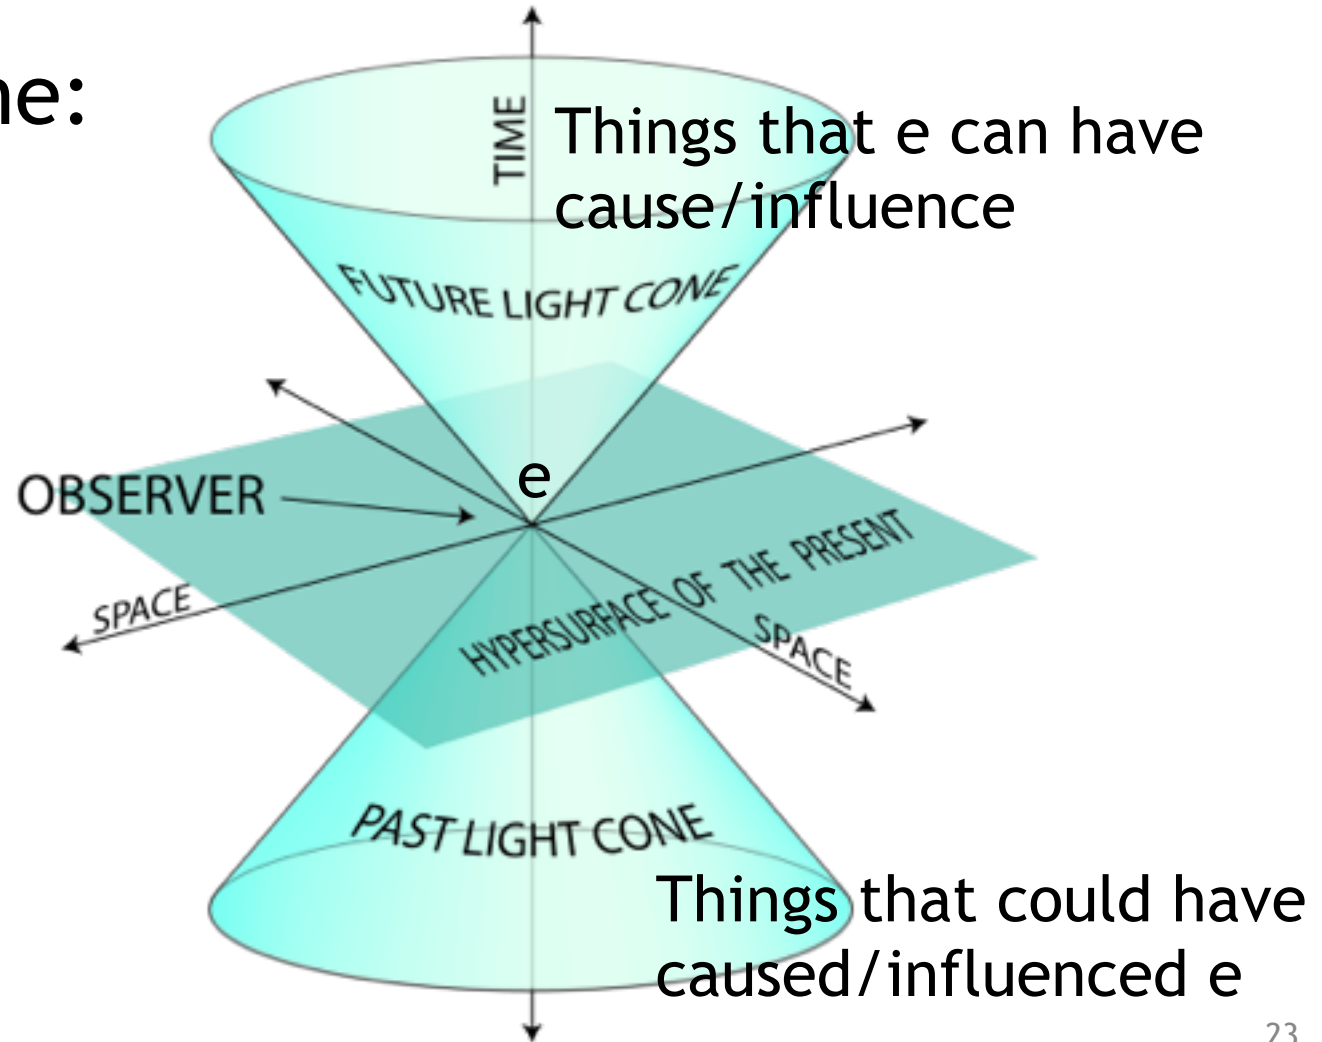 ne:
TIME
Things that e can have
cause/influence
FUTURE LIGHT CONE
e
OBSERVER
SPACE
HYPERSURFACE OF THE PRESENT
SPACE
PAST LIGHT CONE
Things that could have
caused/influenced e
23